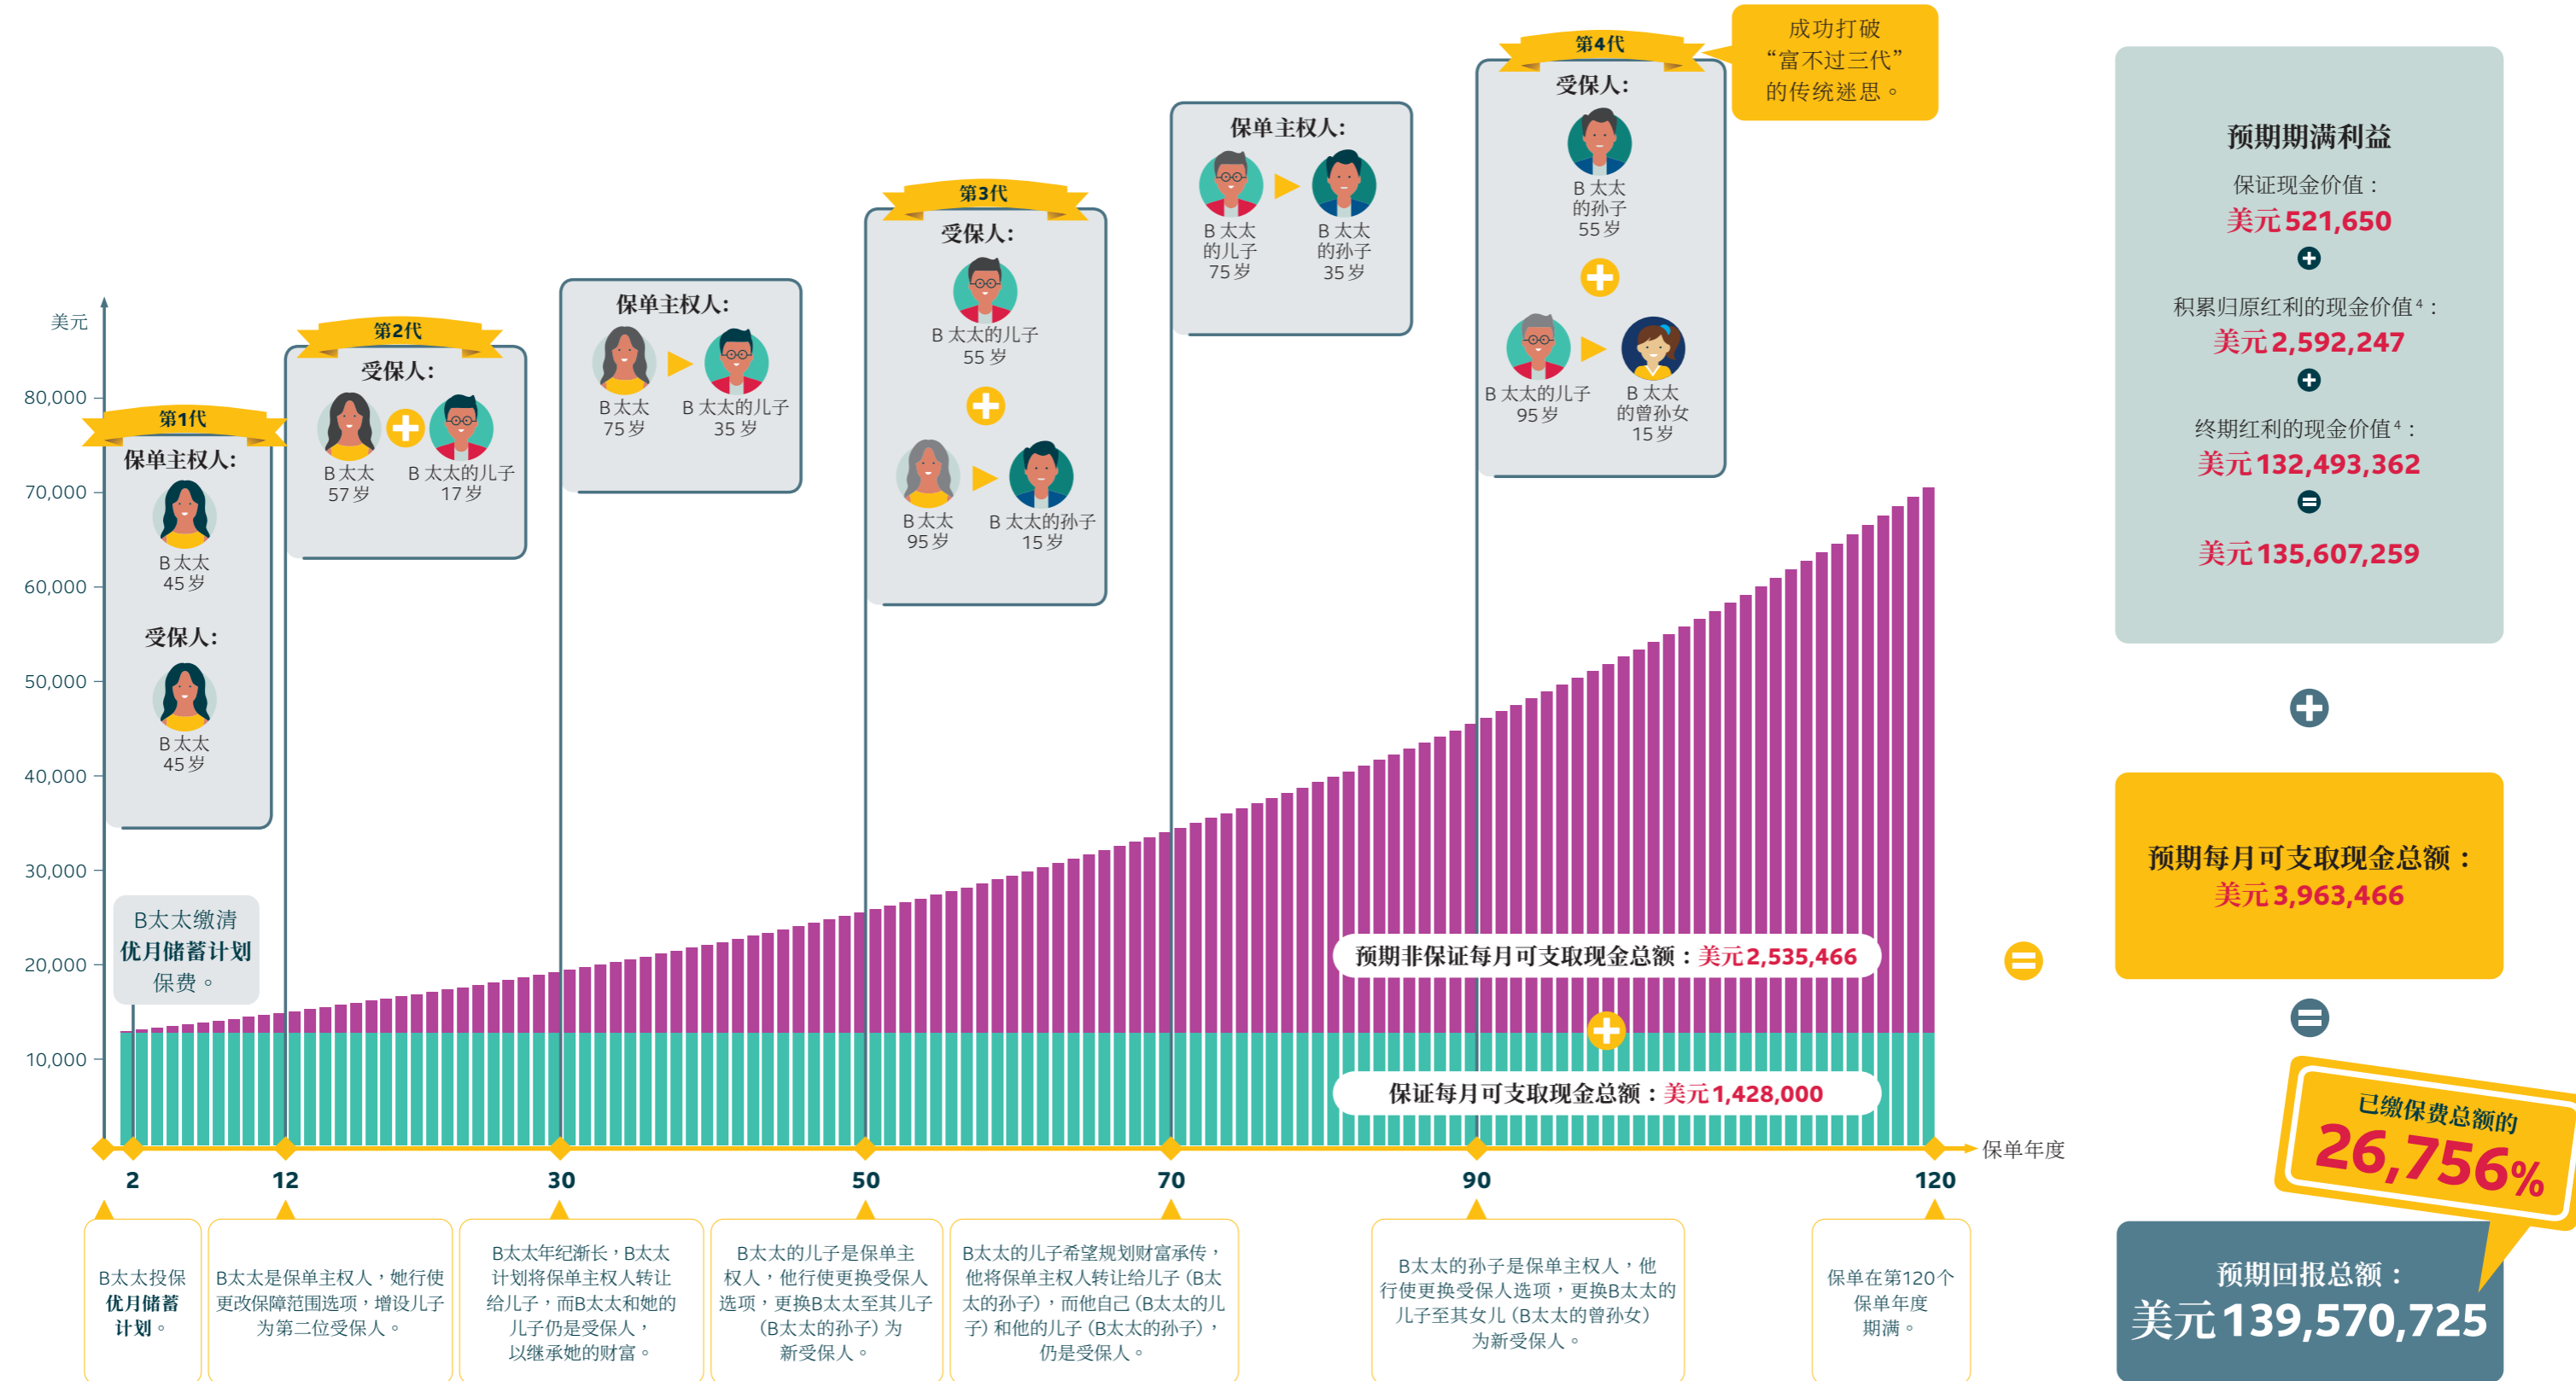 成功打破
“富不过三代”
的传统迷思。
第4代
受保人：
B 太太
的孙子
55岁
B 太太的儿子
95岁
B 太太
的曾孙女
15岁
保单主权人：
B 太太
的儿子
75岁
B 太太
的孙子
35岁
第3代
受保人：
B 太太的儿子
55岁
B太太
95岁
B 太太的孙子
15岁
保单主权人：
B太太
75岁
B 太太的儿子
35岁
第2代
受保人：
B太太
57岁
B 太太的儿子
17岁
第1代
保单主权人：
B太太
45岁
受保人：
B太太
45岁
美元
80,000
70,000
60,000
50,000
40,000
30,000
20,000
10,000
B太太缴清
优月储蓄计划
保费。
预期非保证每月可支取现金总额：美元2,535,466
保证每月可支取现金总额：美元1,428,000
保单年度
2
12
30
50
70
90
120
B太太投保
优月储蓄
计划。
B太太是保单主权人，她行使
更改保障范围选项，增设儿子
为第二位受保人。
B太太年纪渐长，B太太
计划将保单主权人转让
给儿子，而B太太和她的
儿子仍是受保人，
以继承她的财富。
B太太的儿子是保单主
权人，他行使更换受保人
选项，更换B太太至其儿子
（B太太的孙子）为
新受保人。
B太太的儿子希望规划财富承传，
他将保单主权人转让给儿子（B太
太的孙子），而他自己（B太太的儿
子）和他的儿子（B太太的孙子），
仍是受保人。
B太太的孙子是保单主权人，他
行使更换受保人选项，更换B太太的
儿子至其女儿（B太太的曾孙女）
为新受保人。
保单在第120个
保单年度
期满。
预期期满利益
保证现金价值：
美元521,650
积累归原红利的现金价值4：
美元2,592,247
终期红利的现金价值4：
美元132,493,362
美元135,607,259
预期每月可支取现金总额：
美元3,963,466
已缴保费总额的
26,756%
预期回报总额：
美元139,570,725